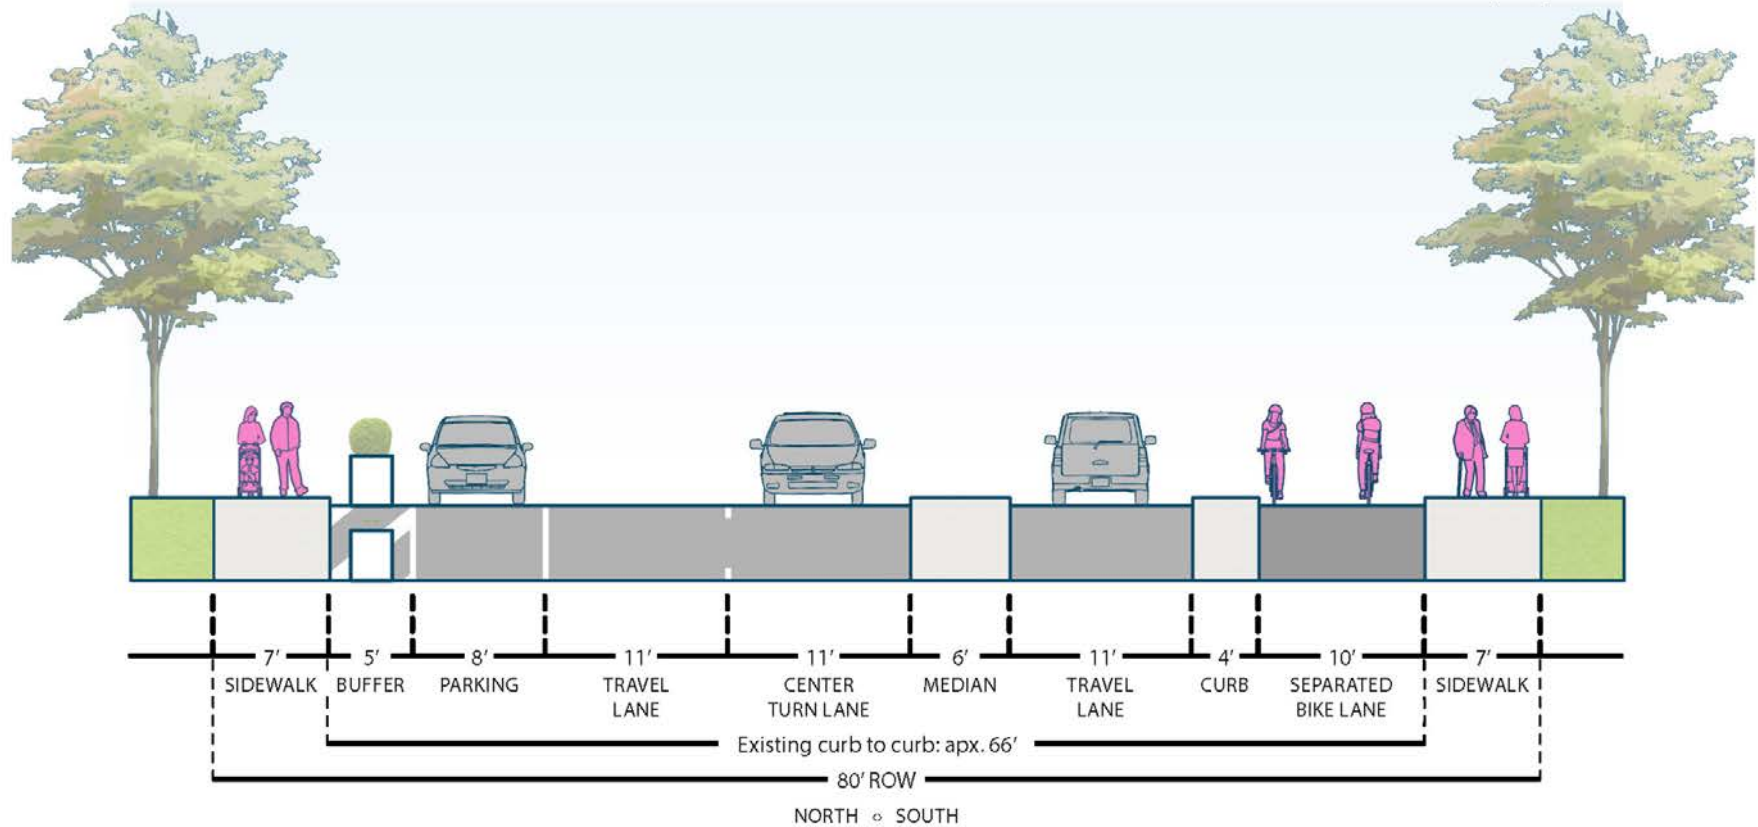 7' 5' 8' 11' 11' 6' 11' 4' 10' 7'
SIDEWALK BUFFER PARKING TRAVEL CENTER MEDIAN TRAVEL CURB SEPARATED SIDEWALK
LANE TURN LANE LANE BIKE LANE
Existing curb to curb: apx. 66'
80' ROW
NORTH SOUTH